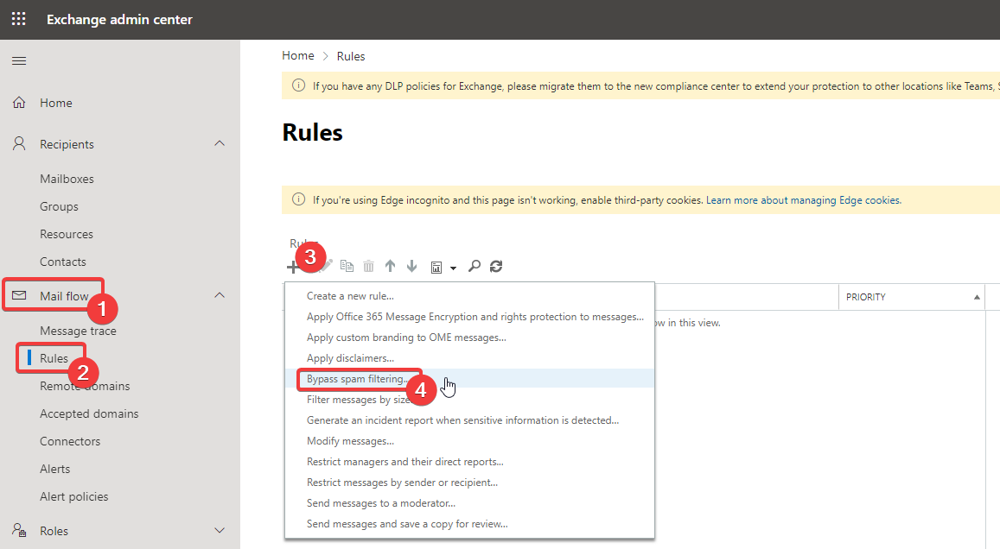 Exchange admin center
Home
Recipients
Mailboxes
Groups
Resources
Contacts
Mail flow
1
Message trace
Rules
2
Remote domains
Accepted domains
Connectors
Alerts
Alert policies
Roles
Home > Rules
If you have any DLP policies for Exchange, please migrate them to the new compliance center to extend your protection to other locations like Teams, S
Rules
If you're using Edge incognito and this page isn't working, enable third-party cookies. Learn more about managing Edge cookies.
Rules
3
PRIORITY
ow in this view.
Create a new rule...
Apply Office 365 Message Encryption and rights protection to messages...
Apply custom branding to OME messages...
Apply disclaimers...
Bypass spam filtering...
4
Filter messages by size
Generate an incident report when sensitive information is detected...
Modify messages...
Restrict managers and their direct reports...
Restrict messages by sender or recipient...
Send messages to a moderator...
Send messages and save a copy for review...